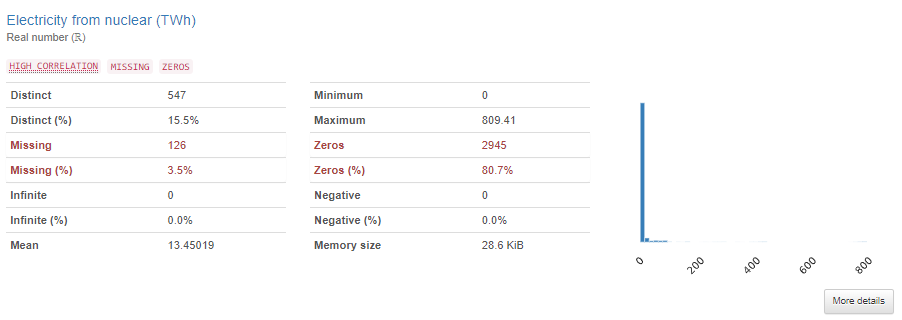 Electricity from nuclear (TWh)
Real number (ℝ)
HIGH CORRELATION MISSING ZEROS
Distinct 547
Distinct (%) 15.5%
Missing 126
Missing (%) 3.5%
Infinite 0
Infinite (%) 0.0%
Mean 13.45019
Minimum 0
Maximum 809.41
Zeros 2945
Zeros (%) 80.7%
Negative 0
Negative (%) 0.0%
Memory size 28.6 KiB
0 200 400 600 800
More details